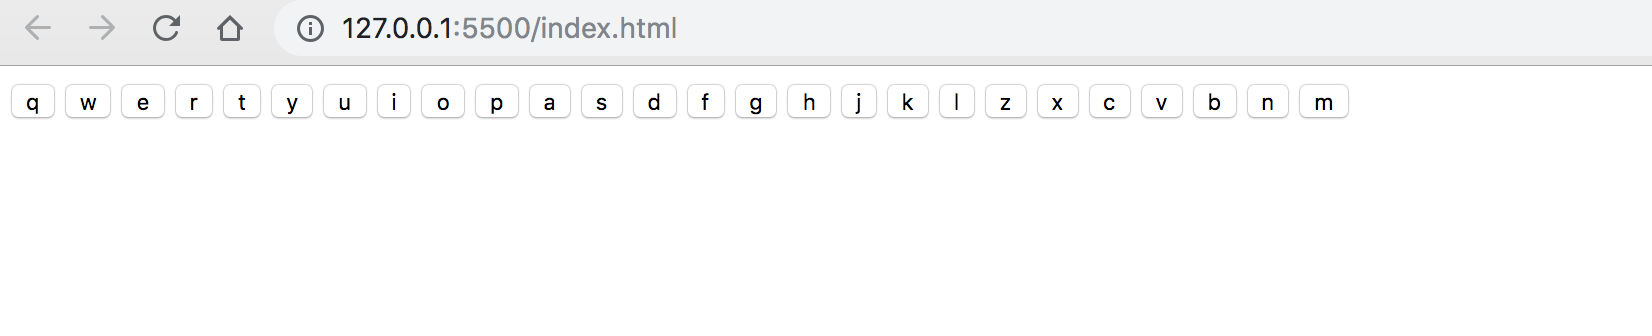 127.0.0.1:5500/index.html
q w e r t y u i o p a s d f g h j k l z x c v b n m